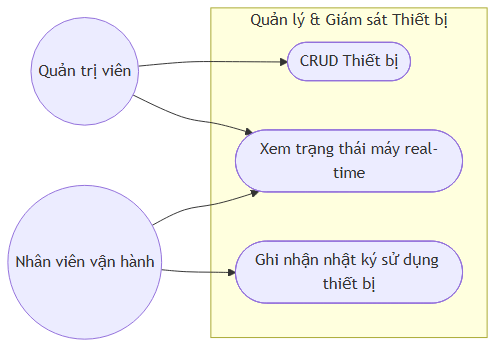 Quản lý & Giám sát Thiết bị
Quản trị viên
CRUD Thiết bị
Xem trạng thái máy real-
time
Nhân viên vận hành
Ghi nhận nhật ký sử dụng
thiết bị